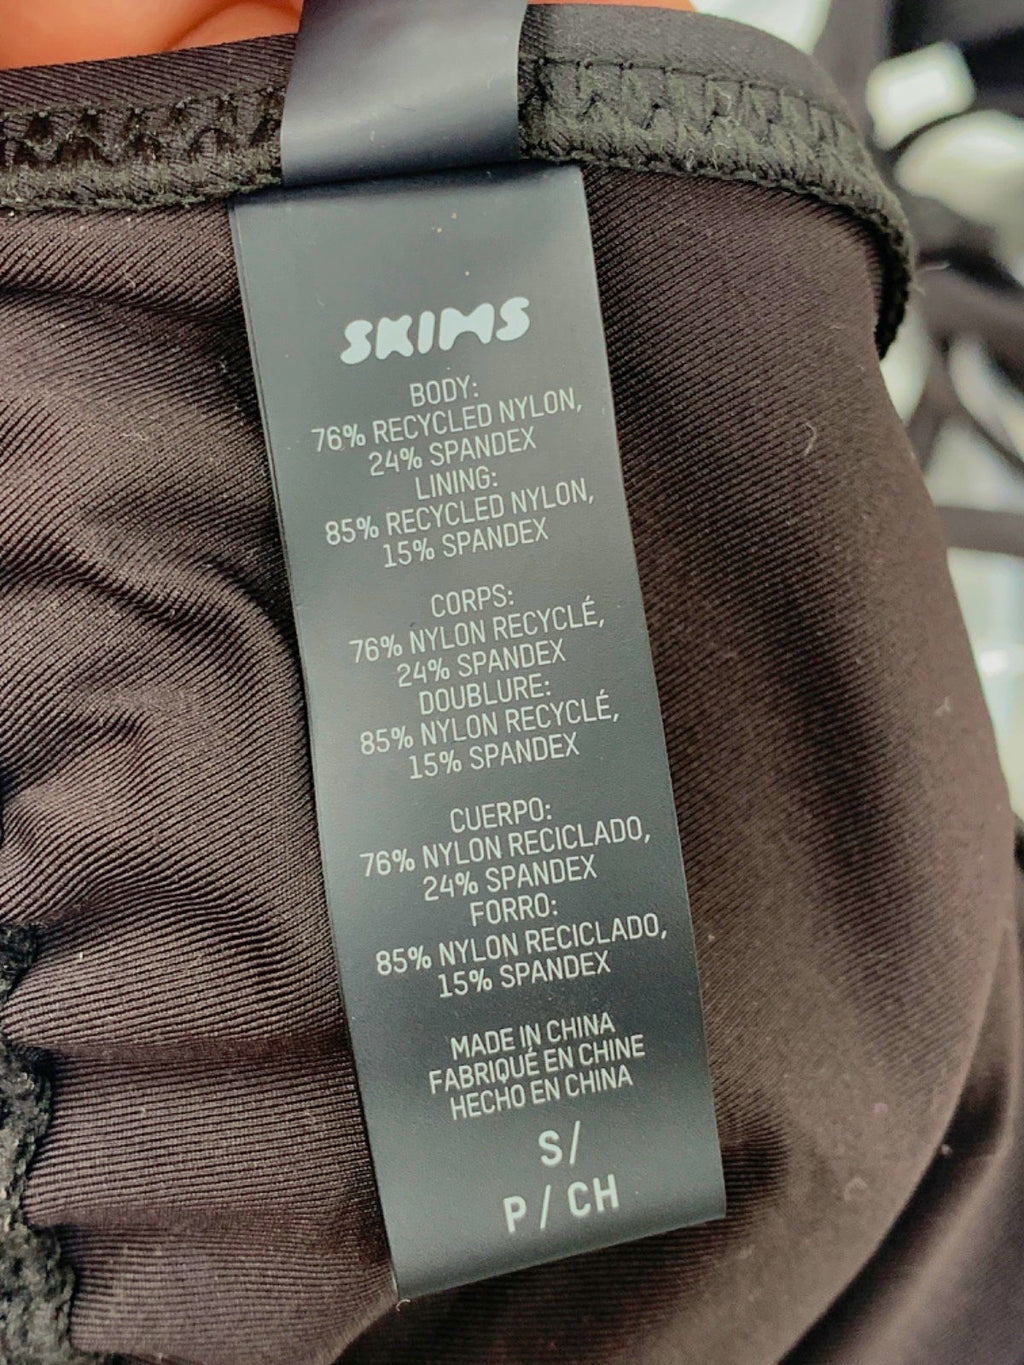 SKIMS
BODY:
76% RECYCLED NYLON,
24% SPANDEX
LINING:
85% RECYCLED NYLON,
15% SPANDEX
CORPS:
76% NYLON RECYCLÉ,
24% SPANDEX
DOUBLURE:
85% NYLON RECYCLÉ,
15% SPANDEX
CUERPO:
76% NYLON RECICLADO,
24% SPANDEX
FORRO:
85% NYLON RECICLADO,
15% SPANDEX
MADE IN CHINA
FABRIQUÉ EN CHINE
HECHO EN CHINA
S/
P / CH